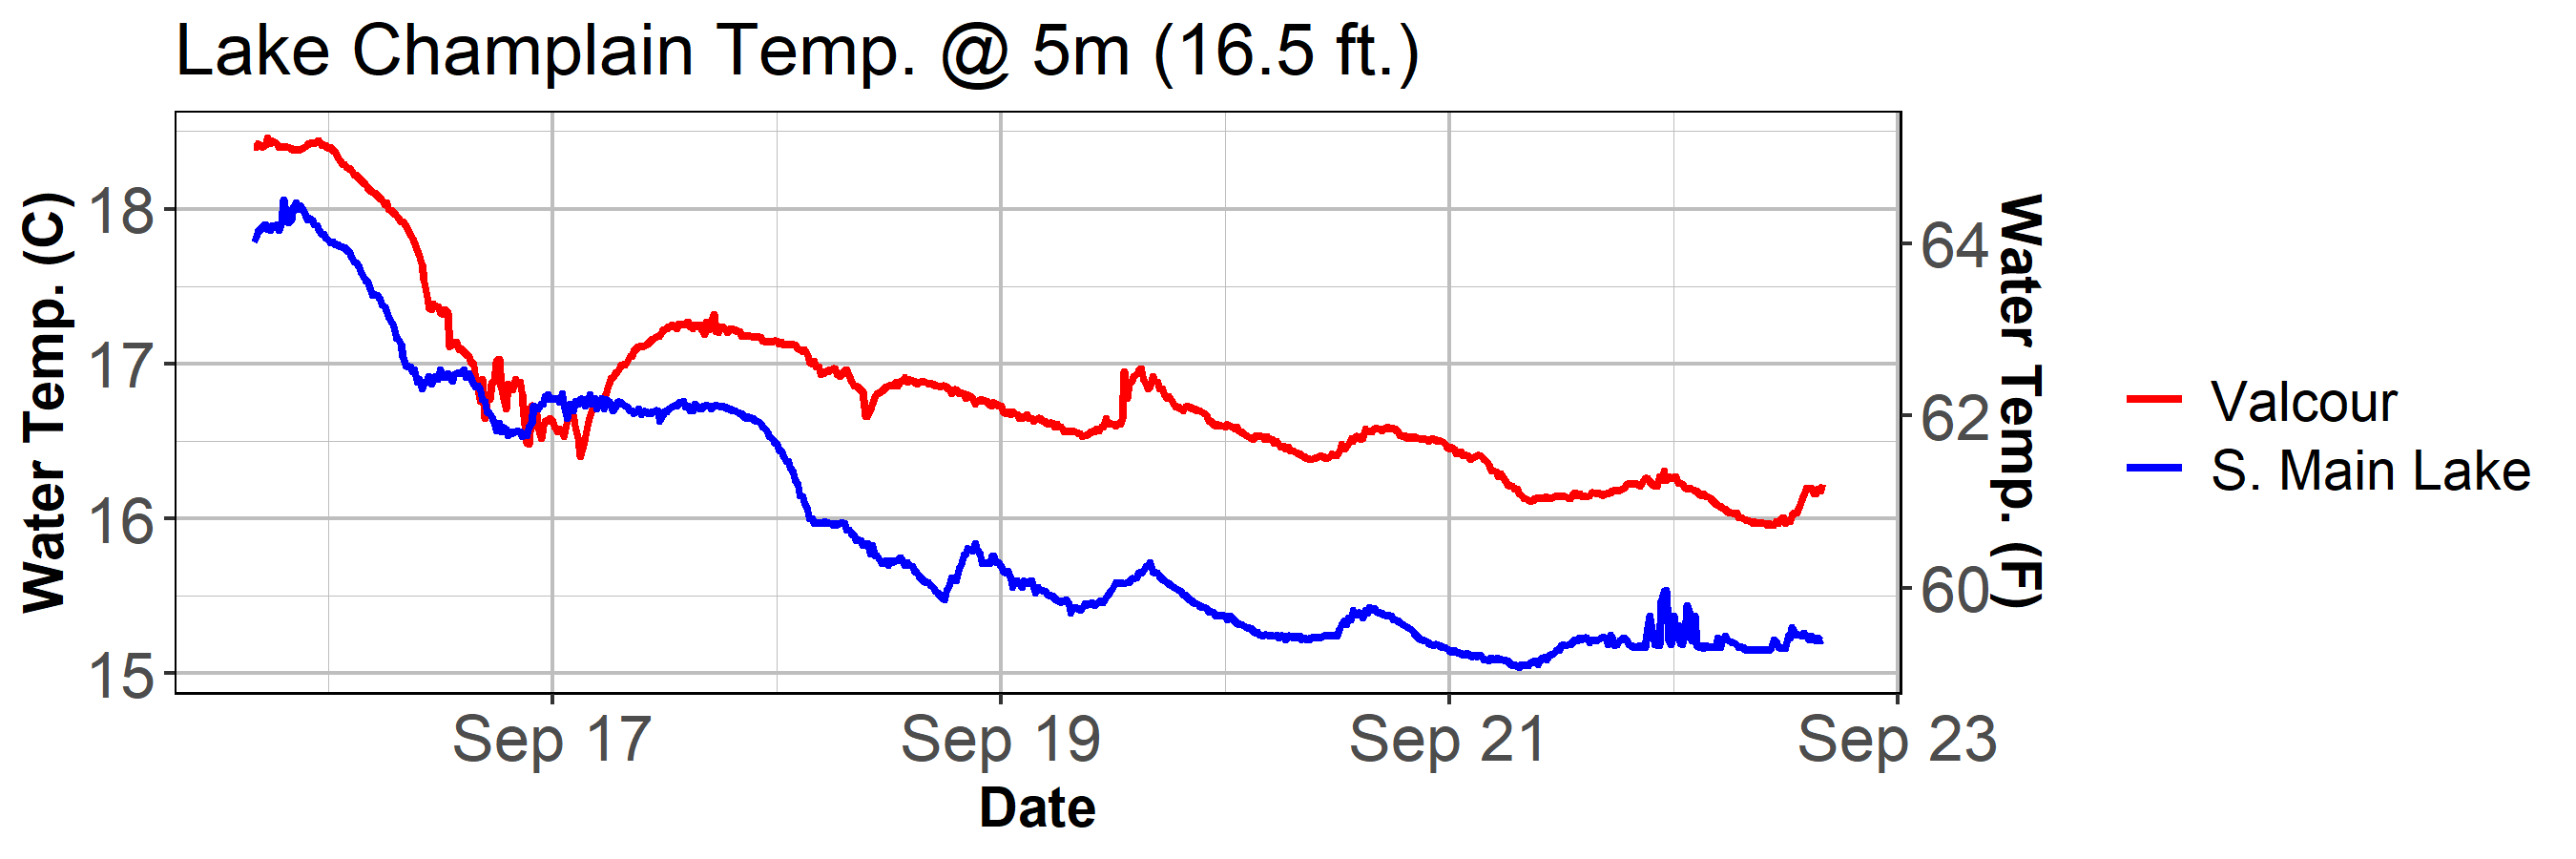 Lake Champlain Temp. @ 5m (16.5 ft.)
Water Temp. (C)
18
17
16
15
64
62
60
Water Temp. (F)
Sep 17
Sep 19
Sep 21
Sep 23
Date
Valcour
S. Main Lake